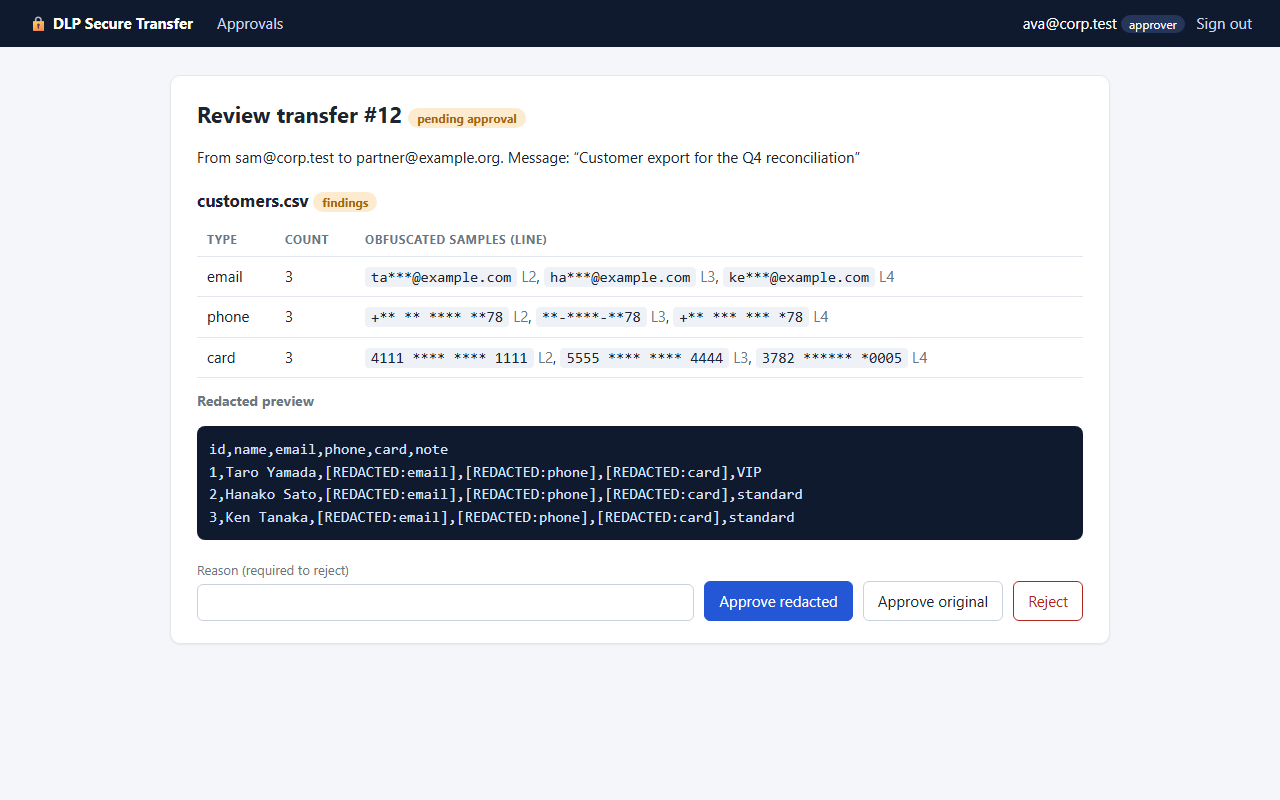 DLP Secure Transfer Approvals ava@corp.test approver Sign out
Review transfer #12 pending approval
From sam@corp.test to partner@example.org. Message: “Customer export for the Q4 reconciliation”
customers.csv findings
TYPE COUNT OBFUSCATED SAMPLES (LINE)
email 3 ta***@example.com L2, ha***@example.com L3, ke***@example.com L4
phone 3 +** ** **** **78 L2, **-****-**78 L3, +** *** *** *78 L4
card 3 4111 **** **** 1111 L2, 5555 **** **** 4444 L3, 3782 ****** *0005 L4
Redacted preview
id,name,email,phone,card,note
1,Taro Yamada,[REDACTED:email],[REDACTED:phone],[REDACTED:card],VIP
2,Hanako Sato,[REDACTED:email],[REDACTED:phone],[REDACTED:card],standard
3,Ken Tanaka,[REDACTED:email],[REDACTED:phone],[REDACTED:card],standard
Reason (required to reject)
Approve redacted Approve original Reject